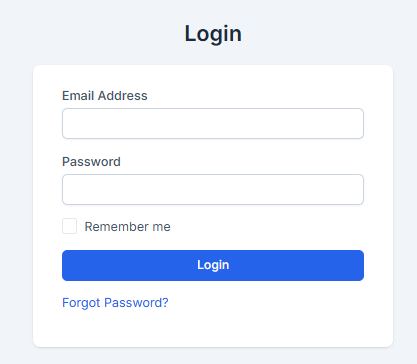 Login
Email Address
Password
Remember me
Login
Forgot Password?